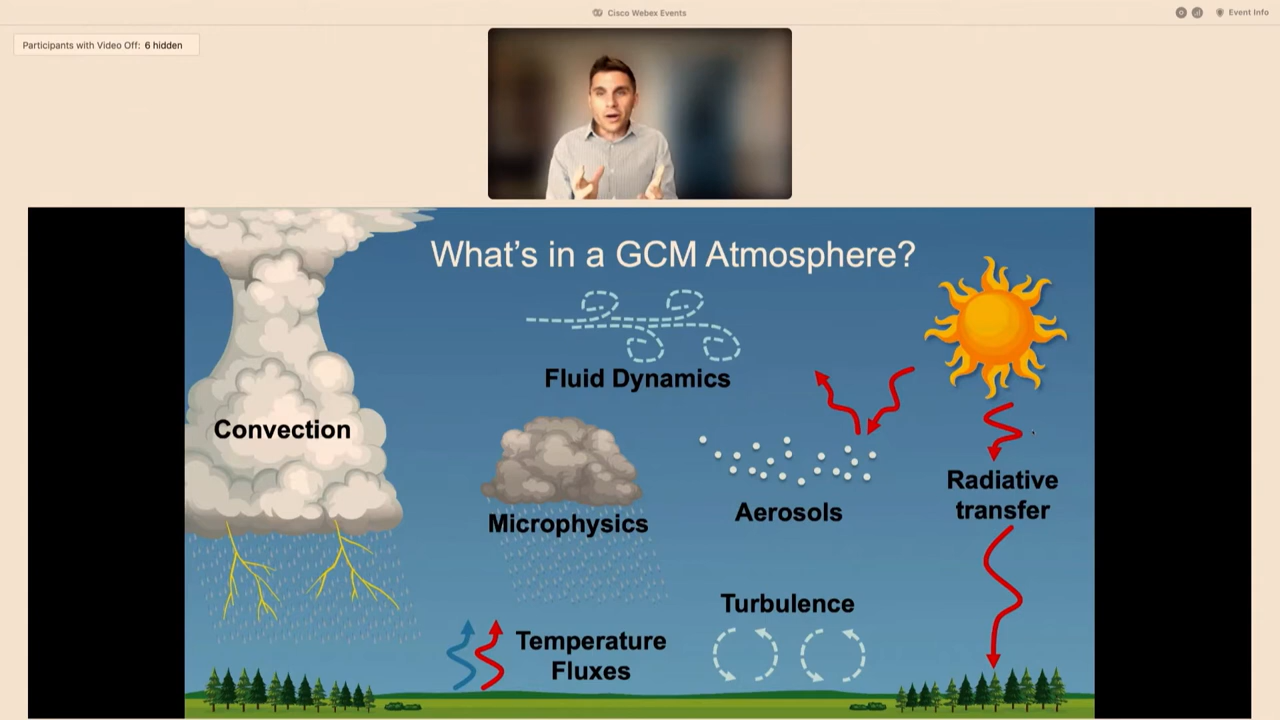 Cisco Webex Events
Event Info
Participants with Video Off: 6 hidden
What's in a GCM Atmosphere?
Fluid Dynamics
Convection
Radiative
transfer
Microphysics
Aerosols
Turbulence
Temperature
Fluxes